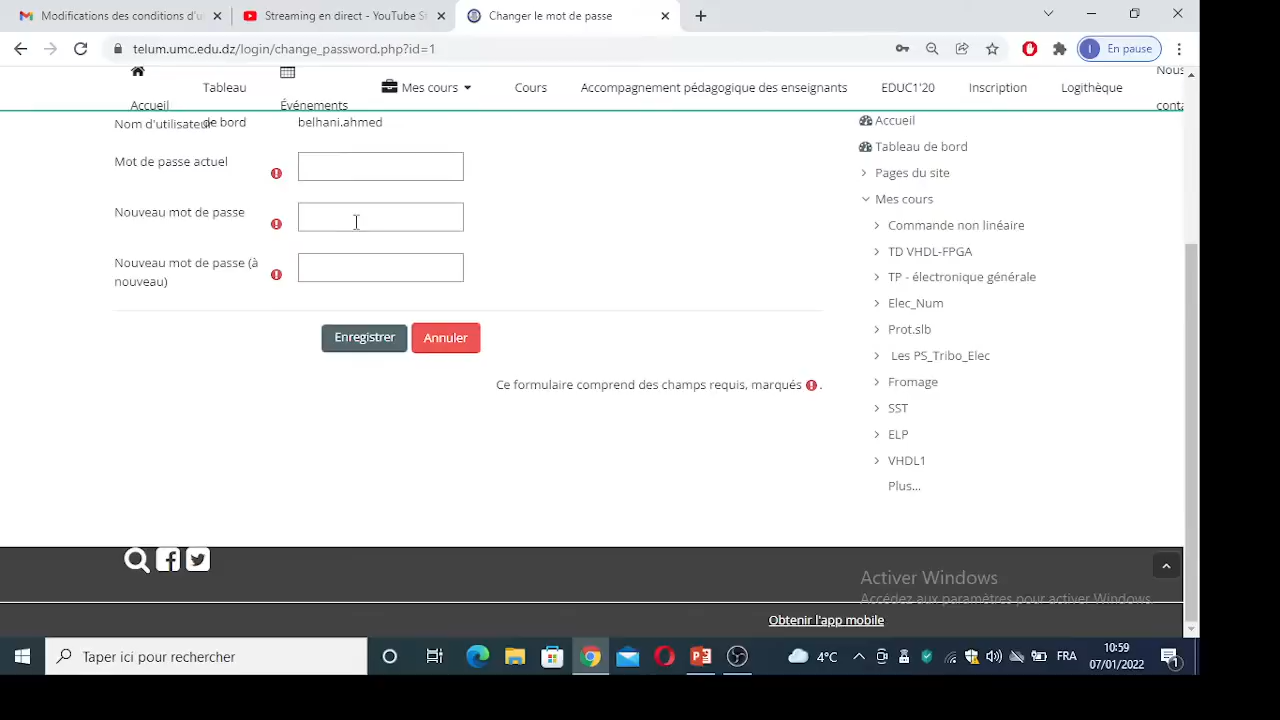 Modifications des conditions d'u
Streaming en direct - YouTube S
Changer le mot de passe
telum.umc.edu.dz/login/change_password.php?id=1
I En pause
Accueil
Tableau de bord
Événements
Mes cours
Cours
Accompagnement pédagogique des enseignants
EDUC1'20
Inscription
Logithèque
Nous
conta
Nom d'utilisateur
belhani.ahmed
Mot de passe actuel
Nouveau mot de passe
Nouveau mot de passe (à
nouveau)
Enregistrer
Annuler
Ce formulaire comprend des champs requis, marqués .
Accueil
Tableau de bord
Pages du site
Mes cours
Commande non linéaire
TD VHDL-FPGA
TP - électronique générale
Elec_Num
Prot.slb
Les PS_Tribo_Elec
Fromage
SST
ELP
VHDL1
Plus...
Activer Windows
Accédez aux paramètres pour activer Windows.
Obtenir l'app mobile
Taper ici pour rechercher
4°C
FRA
10:59
07/01/2022
1